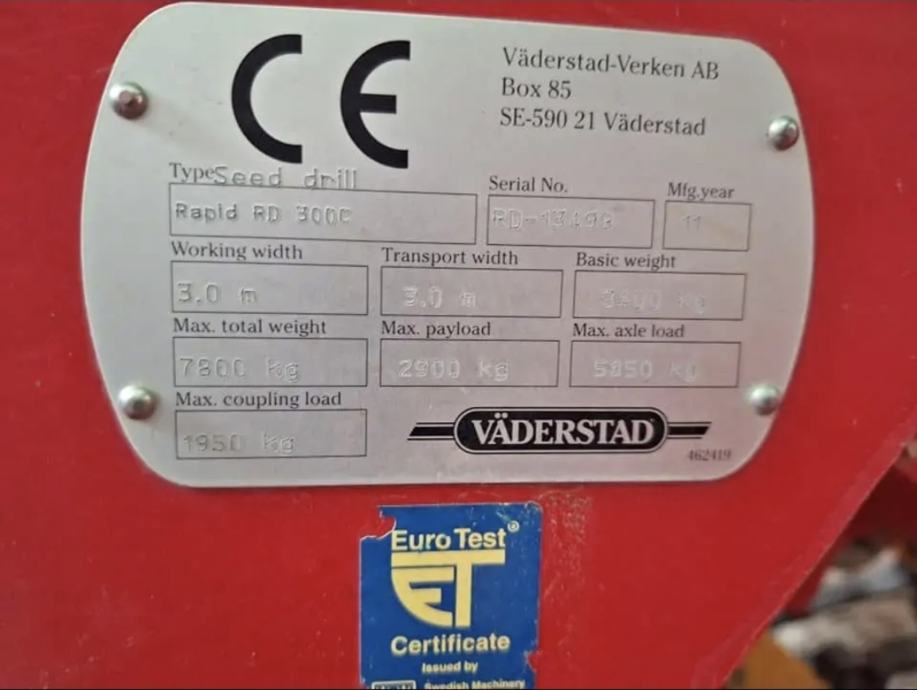 CE
Väderstad-Verken AB
Box 85
SE-590 21 Väderstad
Type Seed drill
Serial No.
Mfg.year
Rapid RD 300C
11
Working width
Transport width
Basic weight
3.0 m
3.0 m
kg
Max. total weight
Max. payload
Max. axle load
7800 kg
2900 kg
5850 kg
Max. coupling load
1950 kg
VÄDERSTAD
462419
Euro Test®
ET
Certificate
Issued by
Swedish Machinery